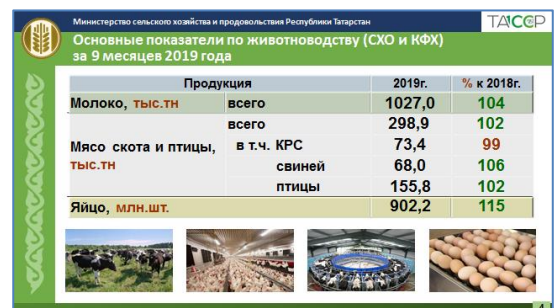 Министерство сельского хозяйства и продовольствия Республики Татарстан
ТАССР
Основные показатели по животноводству (СХО и КФХ)
за 9 месяцев 2019 года
Продукция 2019г. % к 2018г.
Молоко, тыс.тн всего 1027,0 104
всего 298,9 102
Мясо скота и птицы, тыс.тн в т.ч. КРС 73,4 99
свиней 68,0 106
птицы 155,8 102
Яйцо, млн.шт. 902,2 115
4